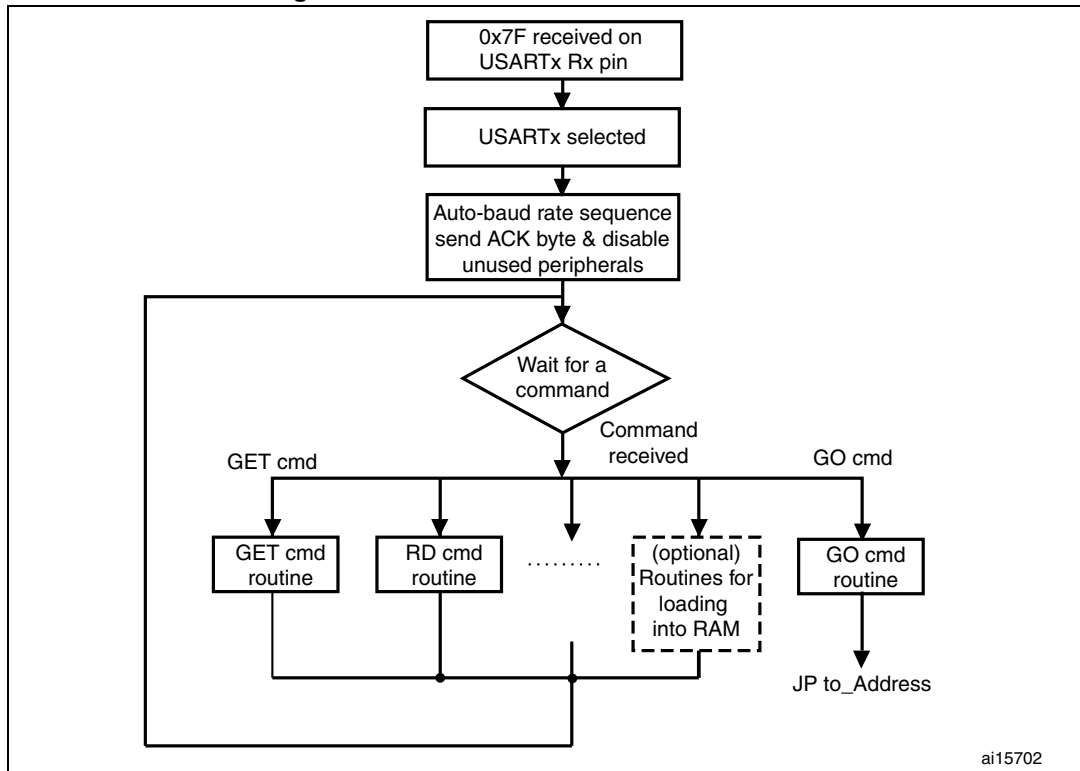 0x7F received on
USARTx Rx pin
USARTx selected
Auto-baud rate sequence
send ACK byte & disable
unused peripherals
Wait for a
command
Command
received
GET cmd
GO cmd
GET cmd
routine
RD cmd
routine
.........
(optional)
Routines for
loading
into RAM
GO cmd
routine
JP to_Address
ai15702